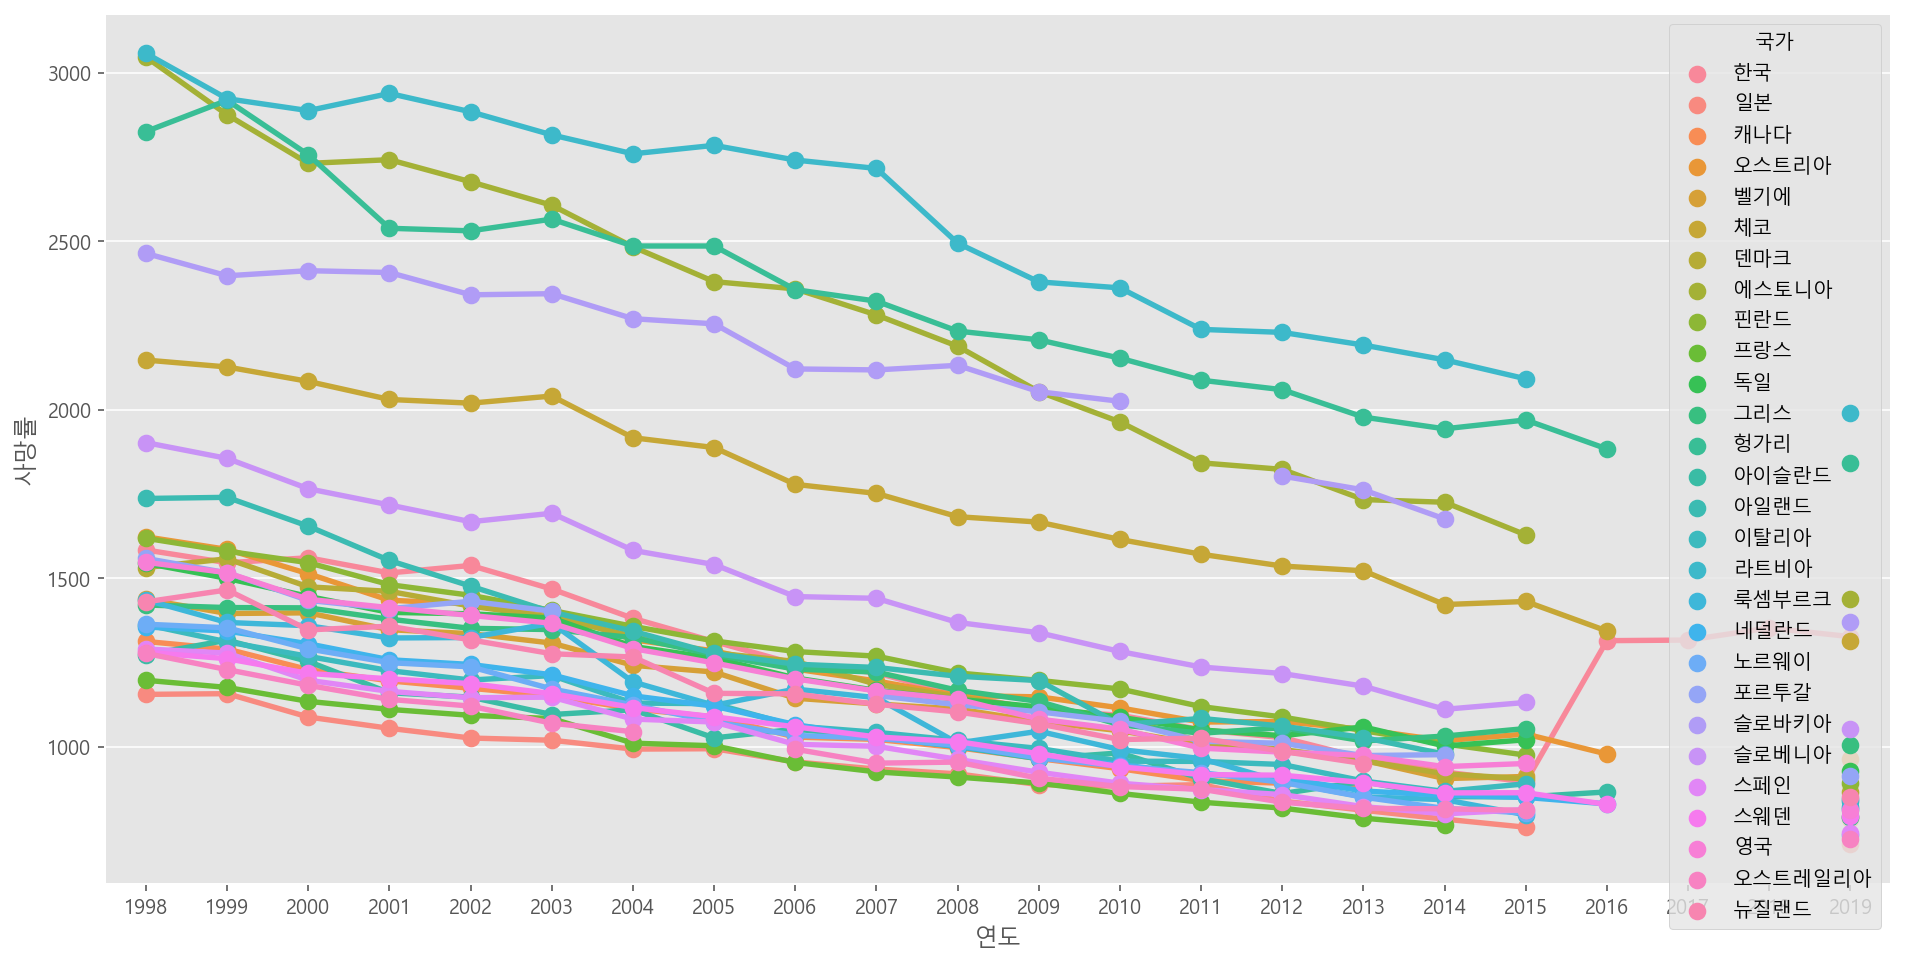 국가
한국
일본
캐나다
오스트리아
벨기에
체코
덴마크
에스토니아
핀란드
프랑스
독일
그리스
헝가리
아이슬란드
아일랜드
이탈리아
라트비아
룩셈부르크
네덜란드
노르웨이
포르투갈
슬로바키아
슬로베니아
스페인
스웨덴
영국
오스트레일리아
뉴질랜드
3000
2500
2000
1500
1000
사망률
1998 1999 2000 2001 2002 2003 2004 2005 2006 2007 2008 2009 2010 2011 2012 2013 2014 2015 2016 2017 2019
연도